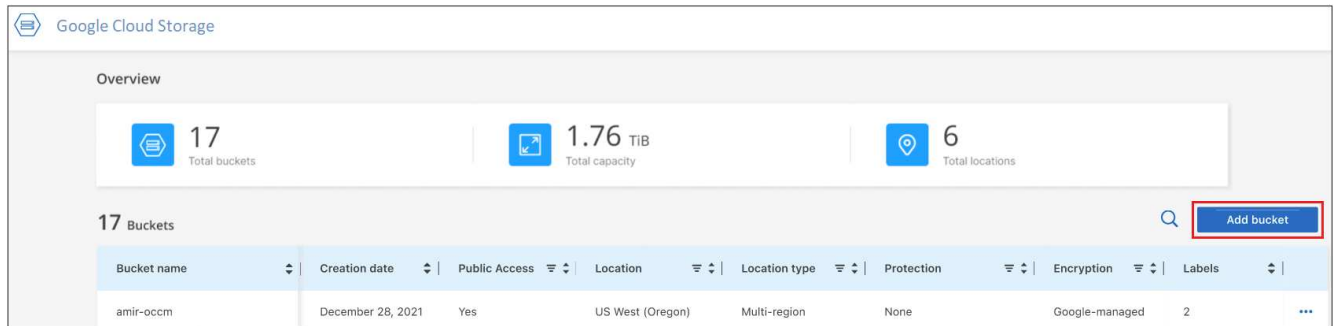 Google Cloud Storage
Overview
17
Total buckets
1.76 TiB
Total capacity
6
Total locations
17 Buckets
Add bucket
Bucket name Creation date Public Access Location Location type Protection Encryption Labels
amir-occm December 28, 2021 Yes US West (Oregon) Multi-region None Google-managed 2